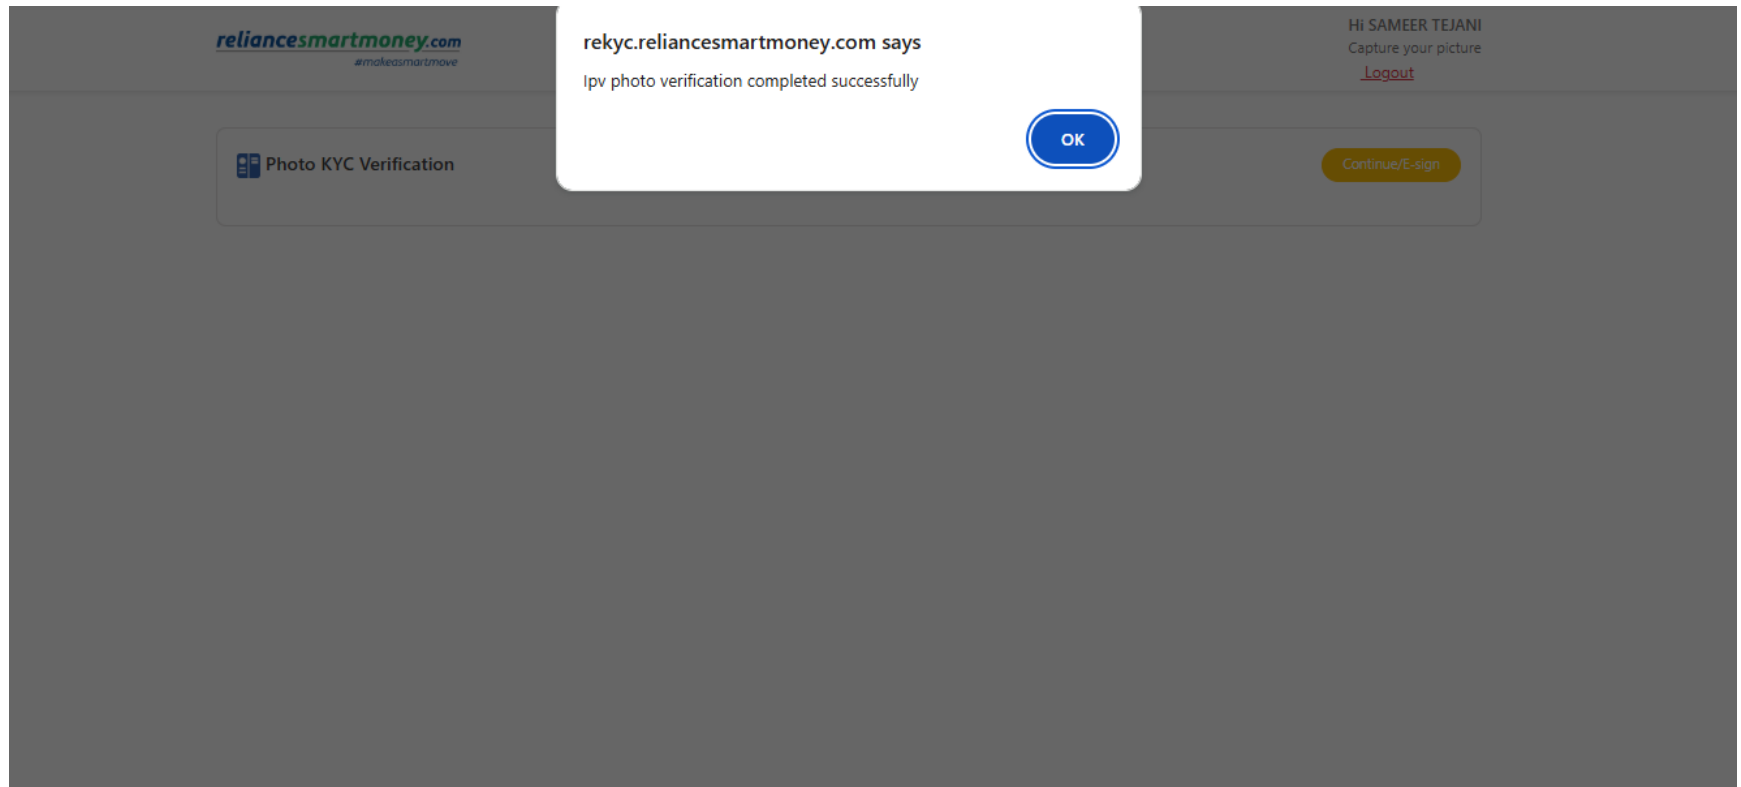 reliancesmartmoney.com
#makeasmartmove
rekyc.reliancesmartmoney.com says
Ipv photo verification completed successfully
OK
Hi SAMEER TEJANI
Capture your picture
Logout
Photo KYC Verification
Continue/E-sign